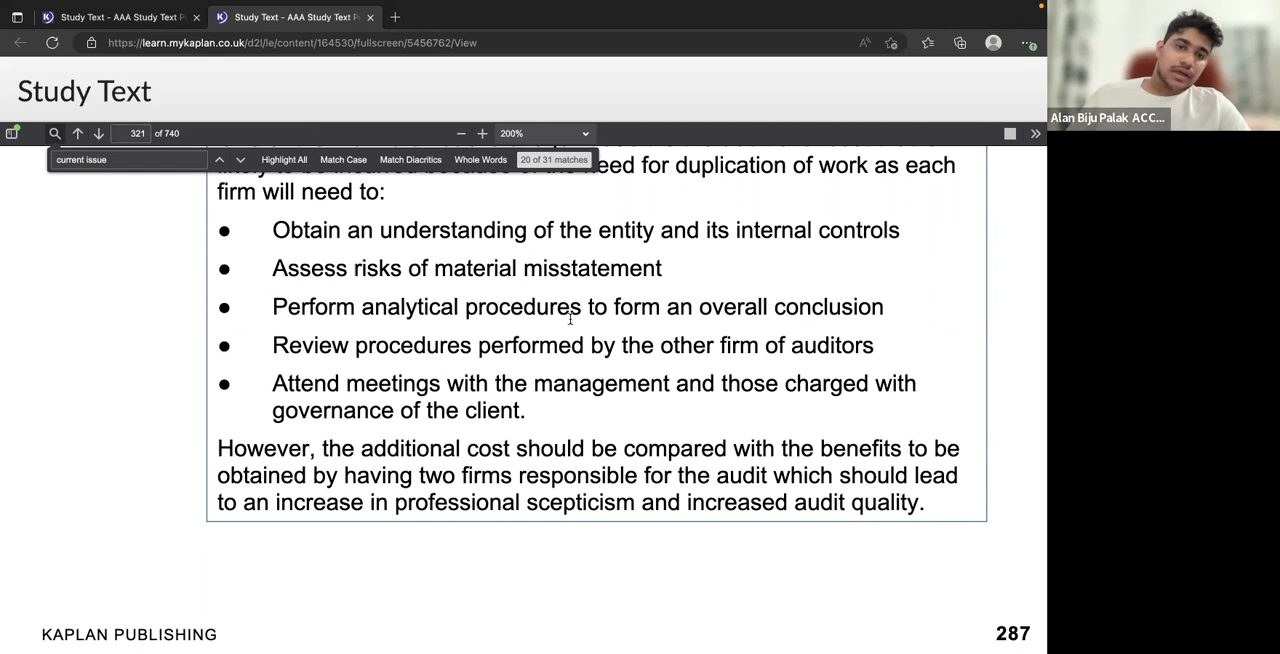 Study Text - AAA Study Text P
Study Text - AAA Study Text P
https://learn.mykaplan.co.uk/d2l/le/content/164530/fullscreen/5456762/View
Alan Biju Palak ACC...
Study Text
321 of 740
200%
current issue
Highlight All
Match Case
Match Diacritics
Whole Words
20 of 31 matches
likely to be incurred because of the need for duplication of work as each
firm will need to:
● Obtain an understanding of the entity and its internal controls
● Assess risks of material misstatement
● Perform analytical procedures to form an overall conclusion
● Review procedures performed by the other firm of auditors
● Attend meetings with the management and those charged with
governance of the client.
However, the additional cost should be compared with the benefits to be
obtained by having two firms responsible for the audit which should lead
to an increase in professional scepticism and increased audit quality.
KAPLAN PUBLISHING
287